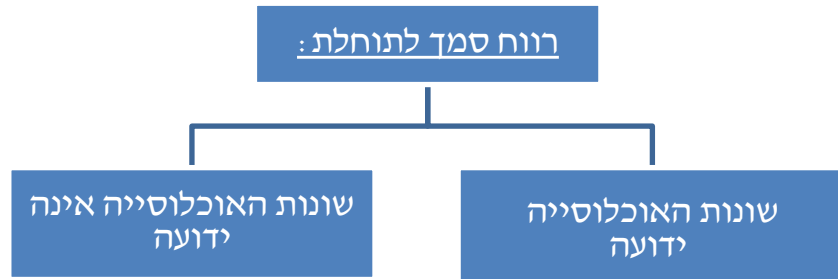 רווח סמך לתוחלת:
שונות האוכלוסייה
ידועה
שונות האוכלוסייה אינה
ידועה